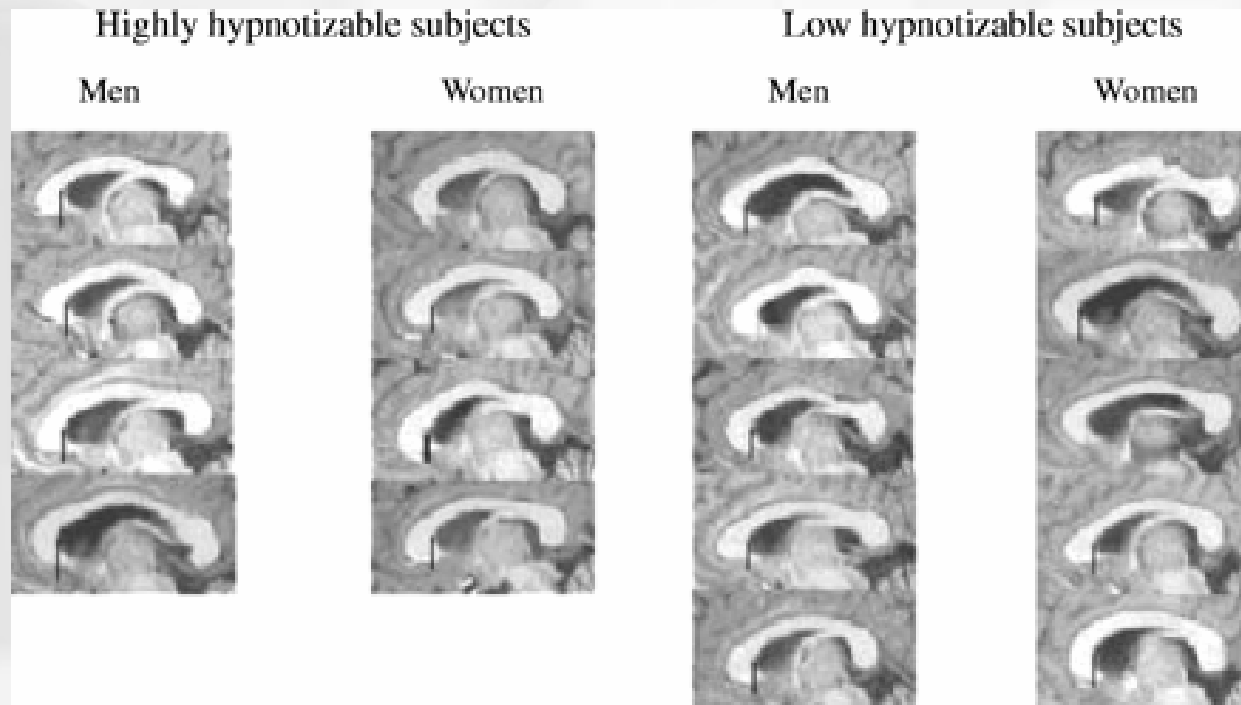 Highly hypnotizable subjects
Low hypnotizable subjects
Men
Women
Men
Women